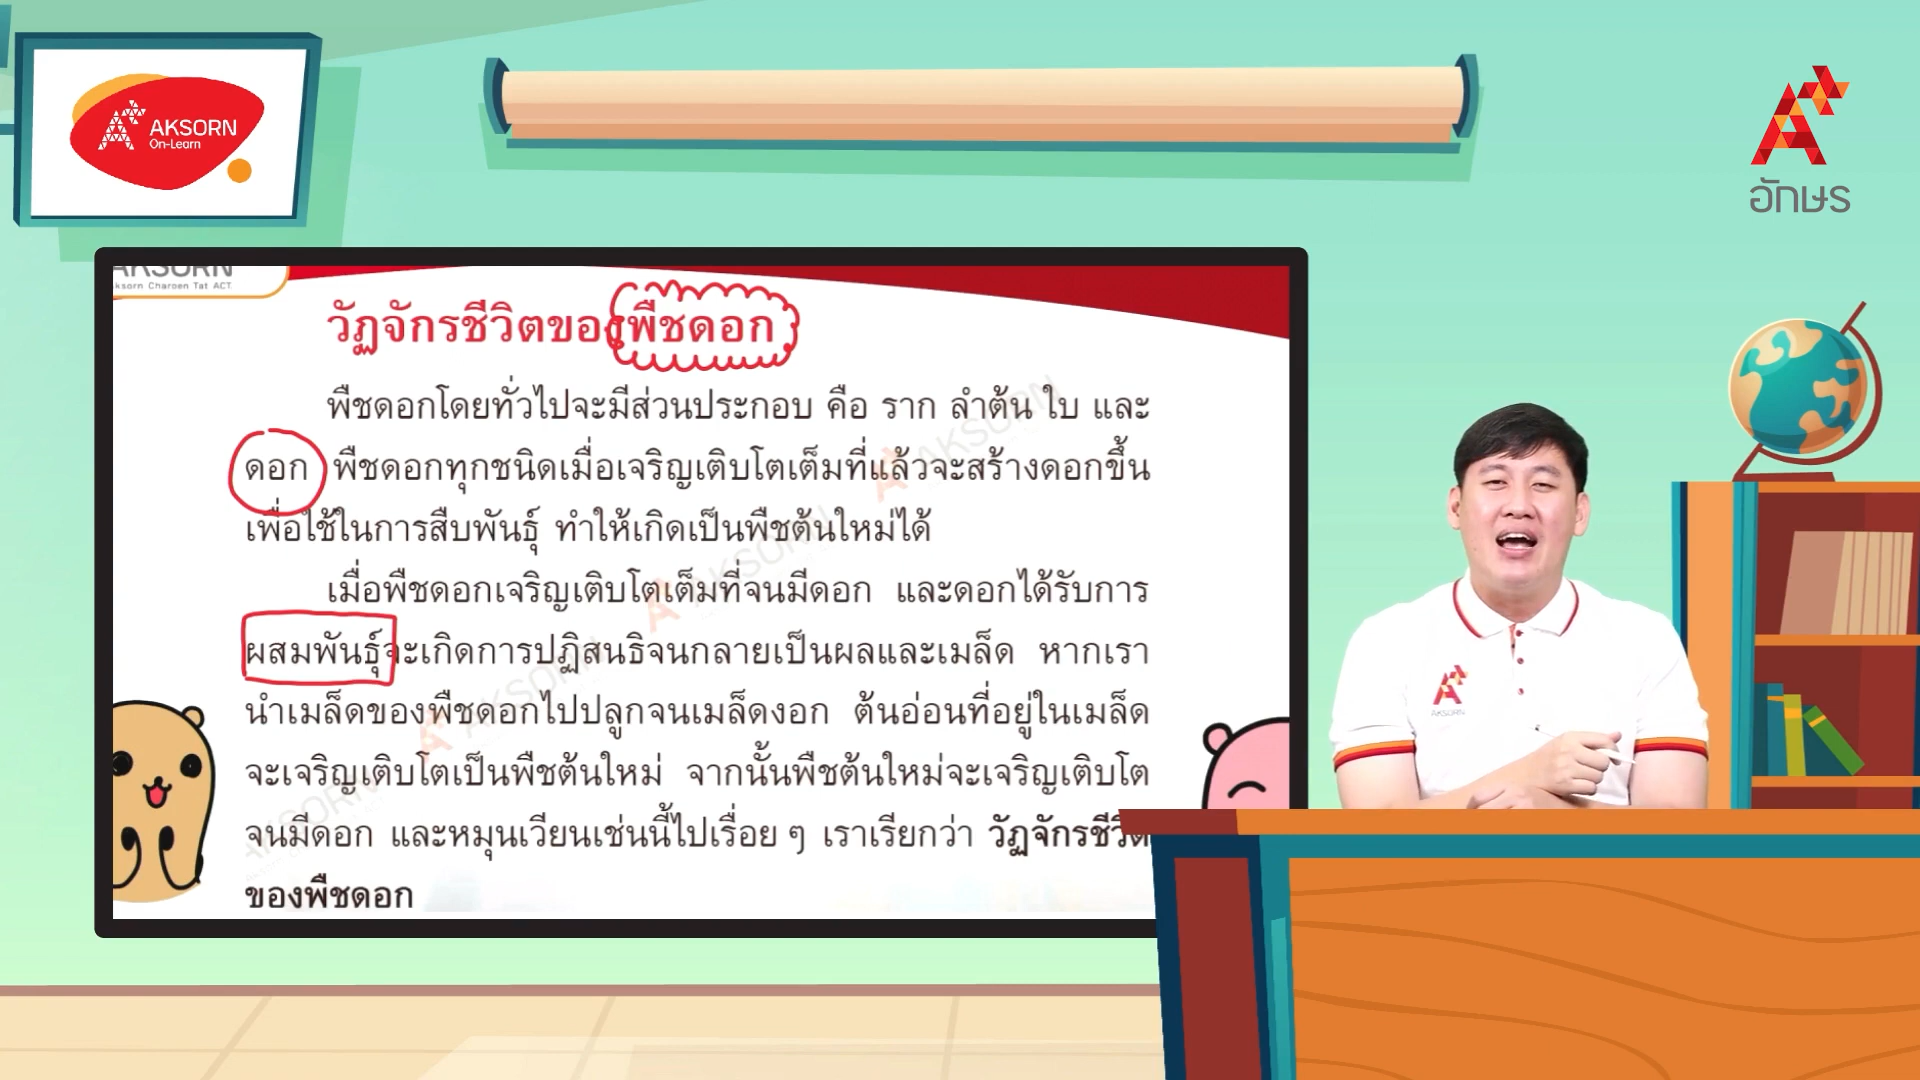 AKSORN
On-Learn
อักษร
AKSORN
Aksorn Charoen Tat ACT.
วัฏจักรชีวิตของพืชดอก
พืชดอกโดยทั่วไปจะมีส่วนประกอบ คือ ราก ลำต้น ใบ และ
ดอก พืชดอกทุกชนิดเมื่อเจริญเติบโตเต็มที่แล้วจะสร้างดอกขึ้น
เพื่อใช้ในการสืบพันธุ์ ทำให้เกิดเป็นพืชต้นใหม่ได้
เมื่อพืชดอกเจริญเติบโตเต็มที่จนมีดอก และดอกได้รับการ
ผสมพันธุ์จะเกิดการปฏิสนธิจนกลายเป็นผลและเมล็ด หากเรา
นำเมล็ดของพืชดอกไปปลูกจนเมล็ดงอก ต้นอ่อนที่อยู่ในเมล็ด
จะเจริญเติบโตเป็นพืชต้นใหม่ จากนั้นพืชต้นใหม่จะเจริญเติบโต
จนมีดอก และหมุนเวียนเช่นนี้ไปเรื่อย ๆ เราเรียกว่า วัฏจักรชีวิต
ของพืชดอก
AKSORN